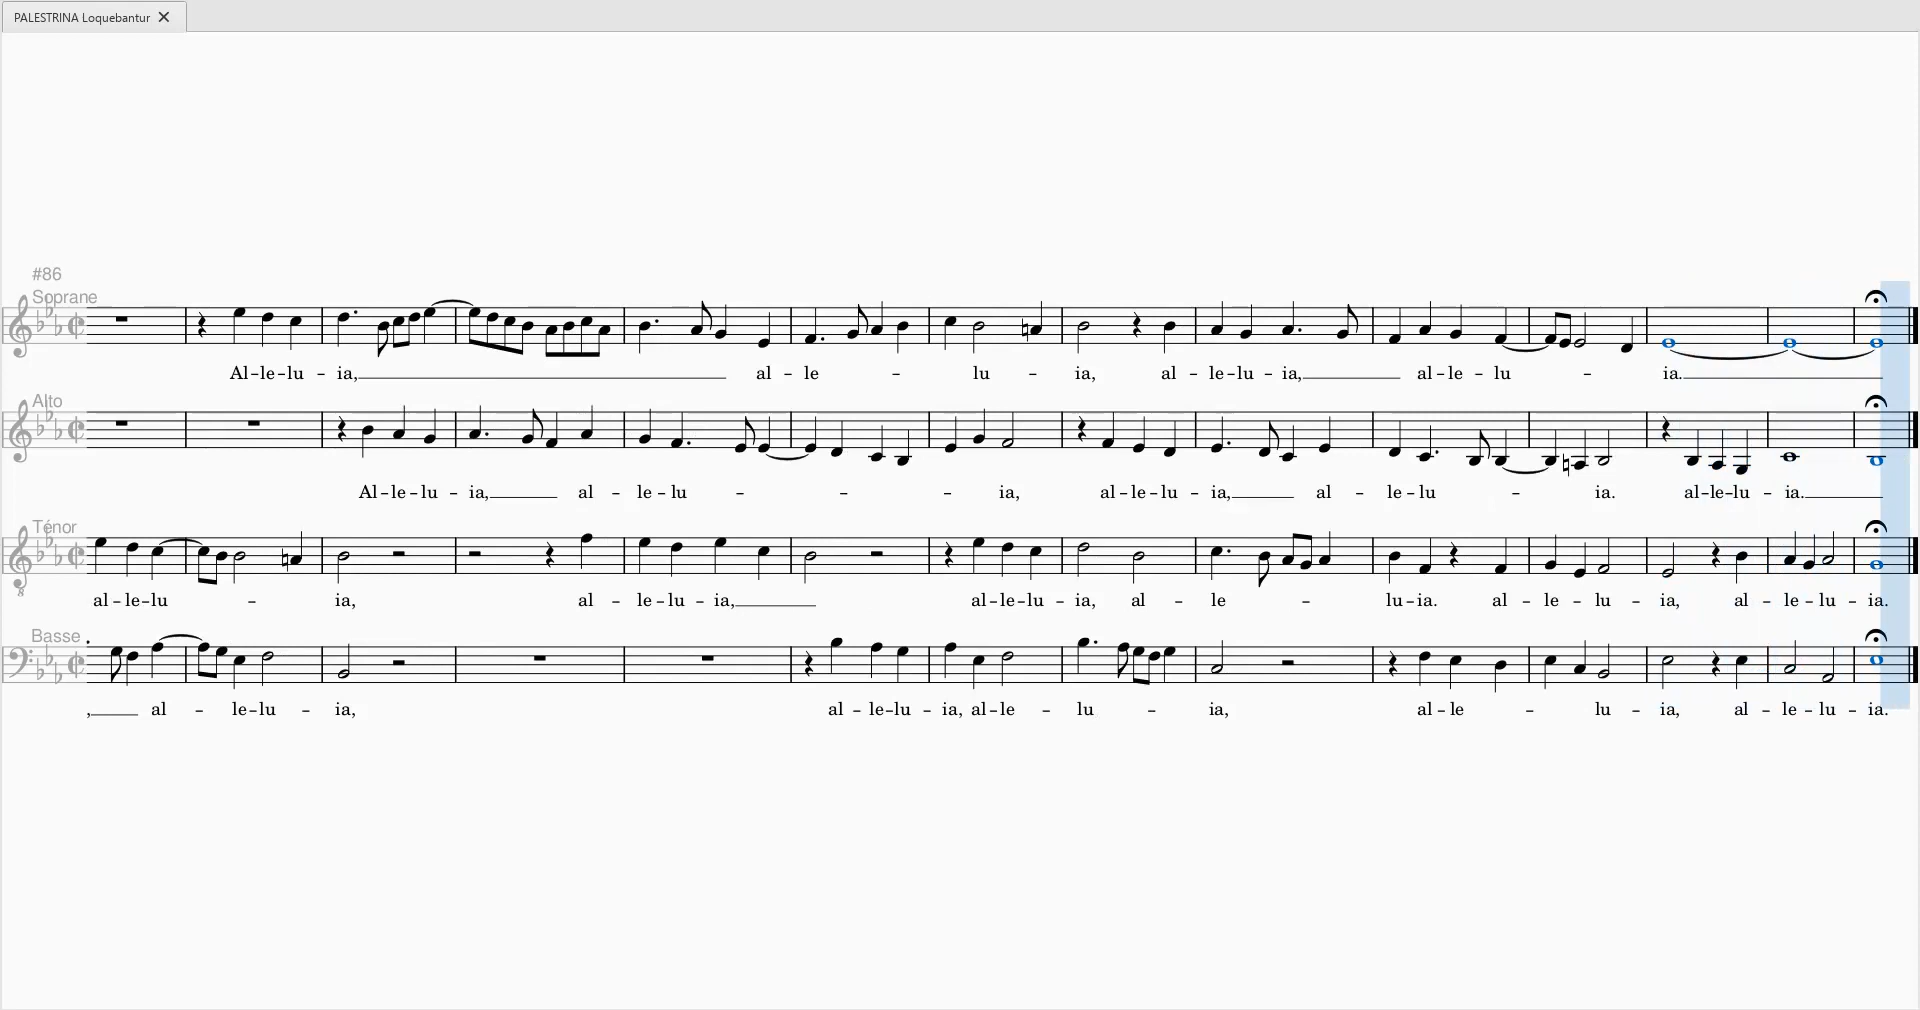 PALESTRINA Loquebantur
#86
Soprane
Al-le-lu - ia, al - le - lu - ia, al - le-lu - ia, al-le - lu - ia.
Alto
Al-le-lu - ia, al - le-lu - - - ia, al-le-lu - ia, al - le-lu - ia. al-le-lu - ia.
Ténor
al-le-lu - ia, al - le-lu - ia, al-le-lu - ia, al - le - lu-ia. al - le - lu - ia, al - le - lu - ia.
8
Basse
, al - le-lu - ia, al - le-lu - ia, al-le - lu - ia, al-le - lu - ia, al - le - lu - ia.